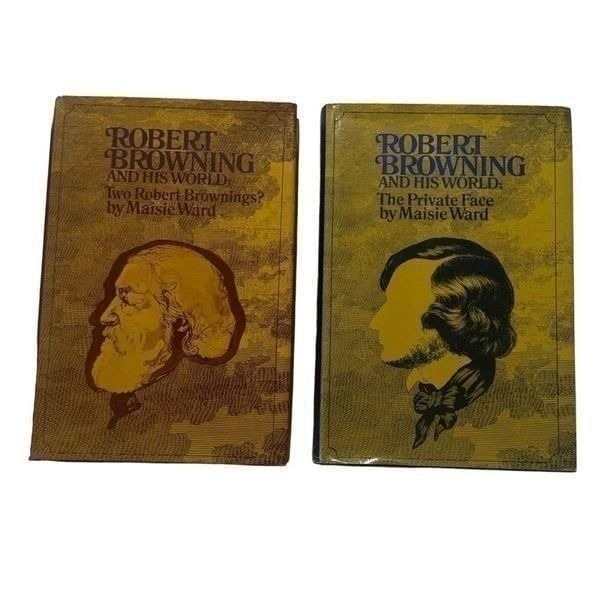 ROBERT
BROWNING
AND HIS WORLD:
Two Robert Brownings?
by Maisie Ward
ROBERT
BROWNING
AND HIS WORLD:
The Private Face
by Maisie Ward